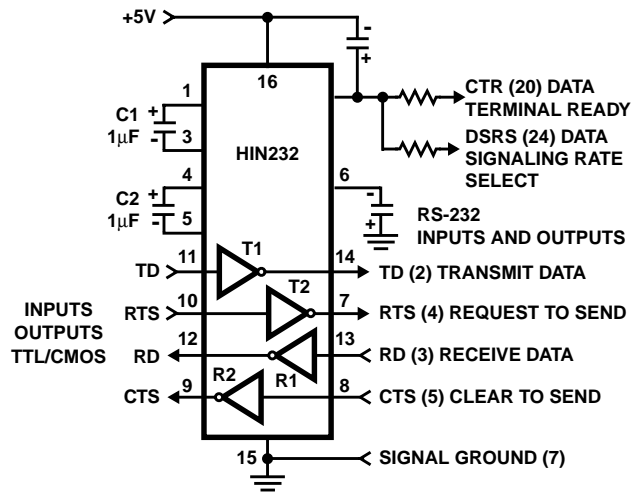 +5V
-
+
16
1
C1
+
1µF
-
3
HIN232
CTR (20) DATA
TERMINAL READY
DSRS (24) DATA
SIGNALING RATE
SELECT
4
C2
+
1µF
-
5
6
-
+
RS-232
INPUTS AND OUTPUTS
TD
11
T1
14
TD (2) TRANSMIT DATA
INPUTS
OUTPUTS
TTL/CMOS
RTS
10
T2
7
RTS (4) REQUEST TO SEND
RD
12
R1
13
RD (3) RECEIVE DATA
CTS
9
R2
8
CTS (5) CLEAR TO SEND
15
SIGNAL GROUND (7)